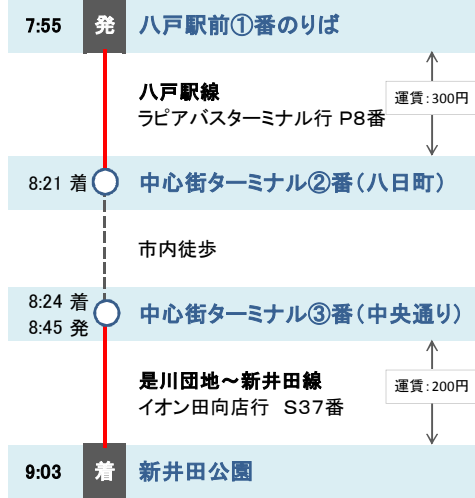 7:55 発 八戸駅前①番のりば
八戸駅線
ラピアバスターミナル行 P8番
運賃:300円
8:21 着 中心街ターミナル②番(八日町)
市内徒歩
8:24 着
8:45 発
中心街ターミナル③番(中央通り)
是川団地～新井田線
イオン田向店行 S37番
運賃:200円
9:03 着 新井田公園